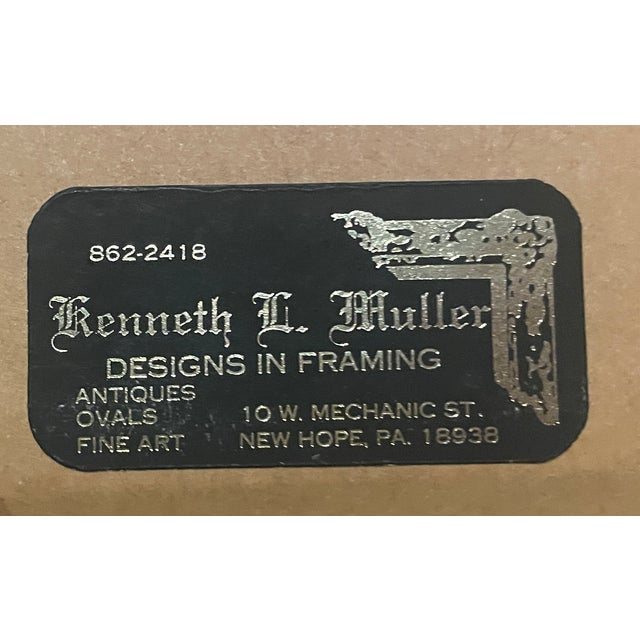 862-2418
Kenneth L. Muller
DESIGNS IN FRAMING
ANTIQUES
OVALS
FINE ART
10 W. MECHANIC ST.
NEW HOPE, PA. 18938